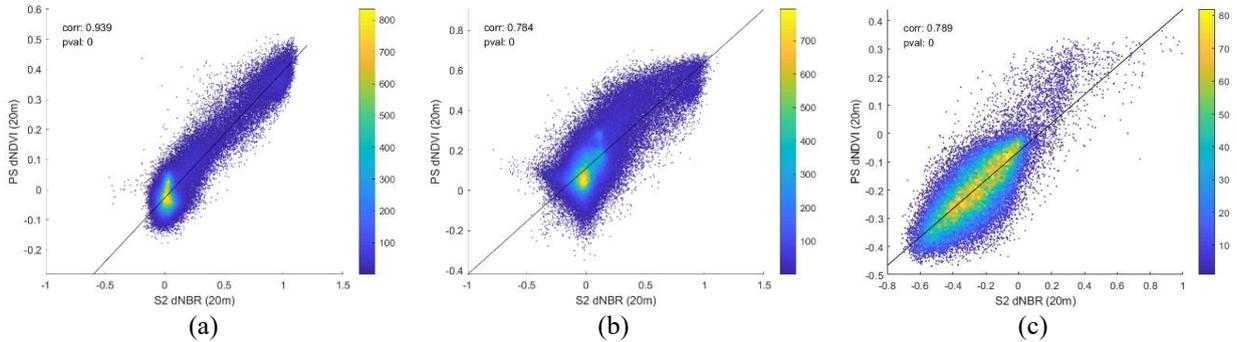 corr: 0.939
pval: 0
PS dNDVI (20m)
0.6
0.5
0.4
0.3
0.2
0.1
0
-0.1
-0.2
-1 -0.5 0 0.5 1 1.5
S2 dNBR (20m)
800
700
600
500
400
300
200
100
(a)
corr: 0.784
pval: 0
PS dNDVI (20m)
0.8
0.6
0.4
0.2
0
-0.2
-0.4
-1 -0.5 0 0.5 1 1.5
S2 dNBR (20m)
700
600
500
400
300
200
100
(b)
corr: 0.789
pval: 0
PS dNDVI (20m)
0.4
0.3
0.2
0.1
0
-0.1
-0.2
-0.3
-0.4
-0.5
-0.8 -0.6 -0.4 -0.2 0 0.2 0.4 0.6 0.8 1
S2 dNBR (20m)
80
70
60
50
40
30
20
10
(c)